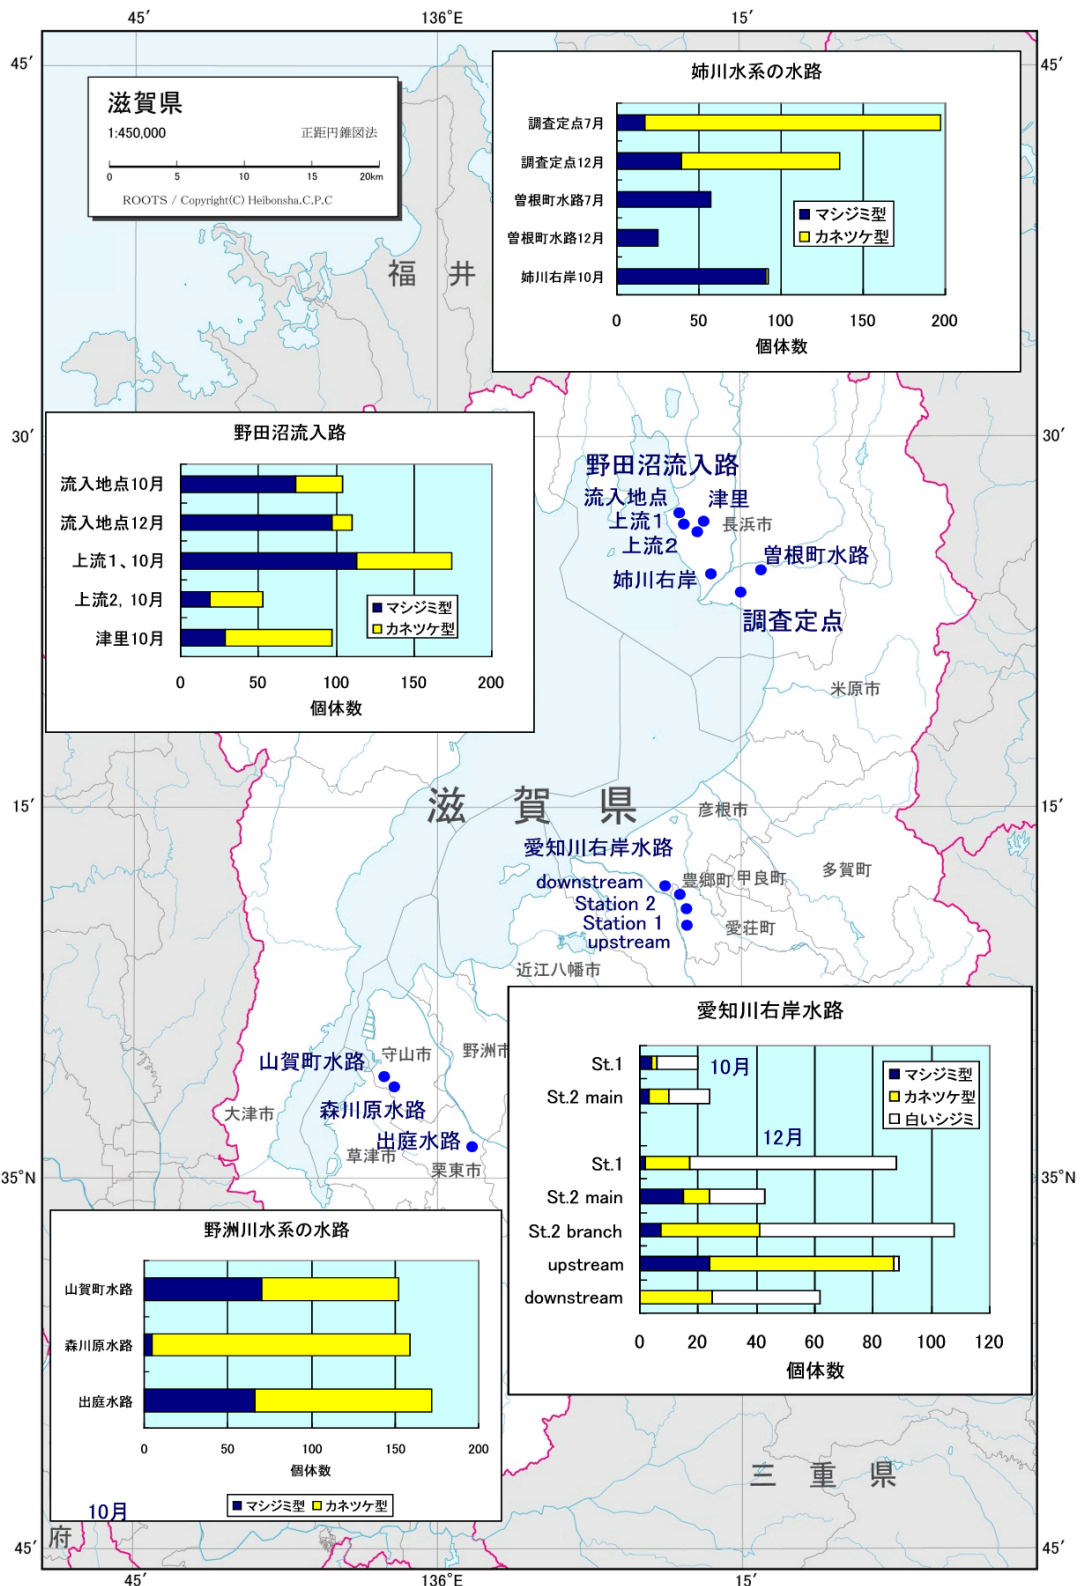 45′
136°E
15′
45′
45′
滋賀県
1:450,000
正距円錐図法
0 5 10 15 20km
ROOTS / Copyright(C) Heibonsha.C.P.C
姉川水系の水路
調査定点7月
調査定点12月
曽根町水路7月
曽根町水路12月
姉川右岸10月
マシジミ型
カネツケ型
0 50 100 150 200
個体数
福井
30′
30′
野田沼流入路
流入地点10月
流入地点12月
上流1、10月
上流2, 10月
津里10月
マシジミ型
カネツケ型
0 50 100 150 200
個体数
野田沼流入路
流入地点
津里
上流1
長浜市
上流2
曽根町水路
姉川右岸
調査定点
米原市
15′
15′
滋賀県
彦根市
愛知川右岸水路
多賀町
豊郷町
甲良町
downstream
Station 2
Station 1
愛荘町
upstream
近江八幡市
愛知川右岸水路
St.1
10月
St.2 main
12月
St.1
St.2 main
St.2 branch
upstream
downstream
マシジミ型
カネツケ型
白いシジミ
0 20 40 60 80 100 120
個体数
山賀町水路
守山市
野洲市
森川原水路
大津市
出庭水路
草津市
栗東市
35°N
35°N
野洲川水系の水路
山賀町水路
森川原水路
出庭水路
0 50 100 150 200
個体数
マシジミ型 カネツケ型
10月
三重県
府
45′
45′
45′
136°E
15′